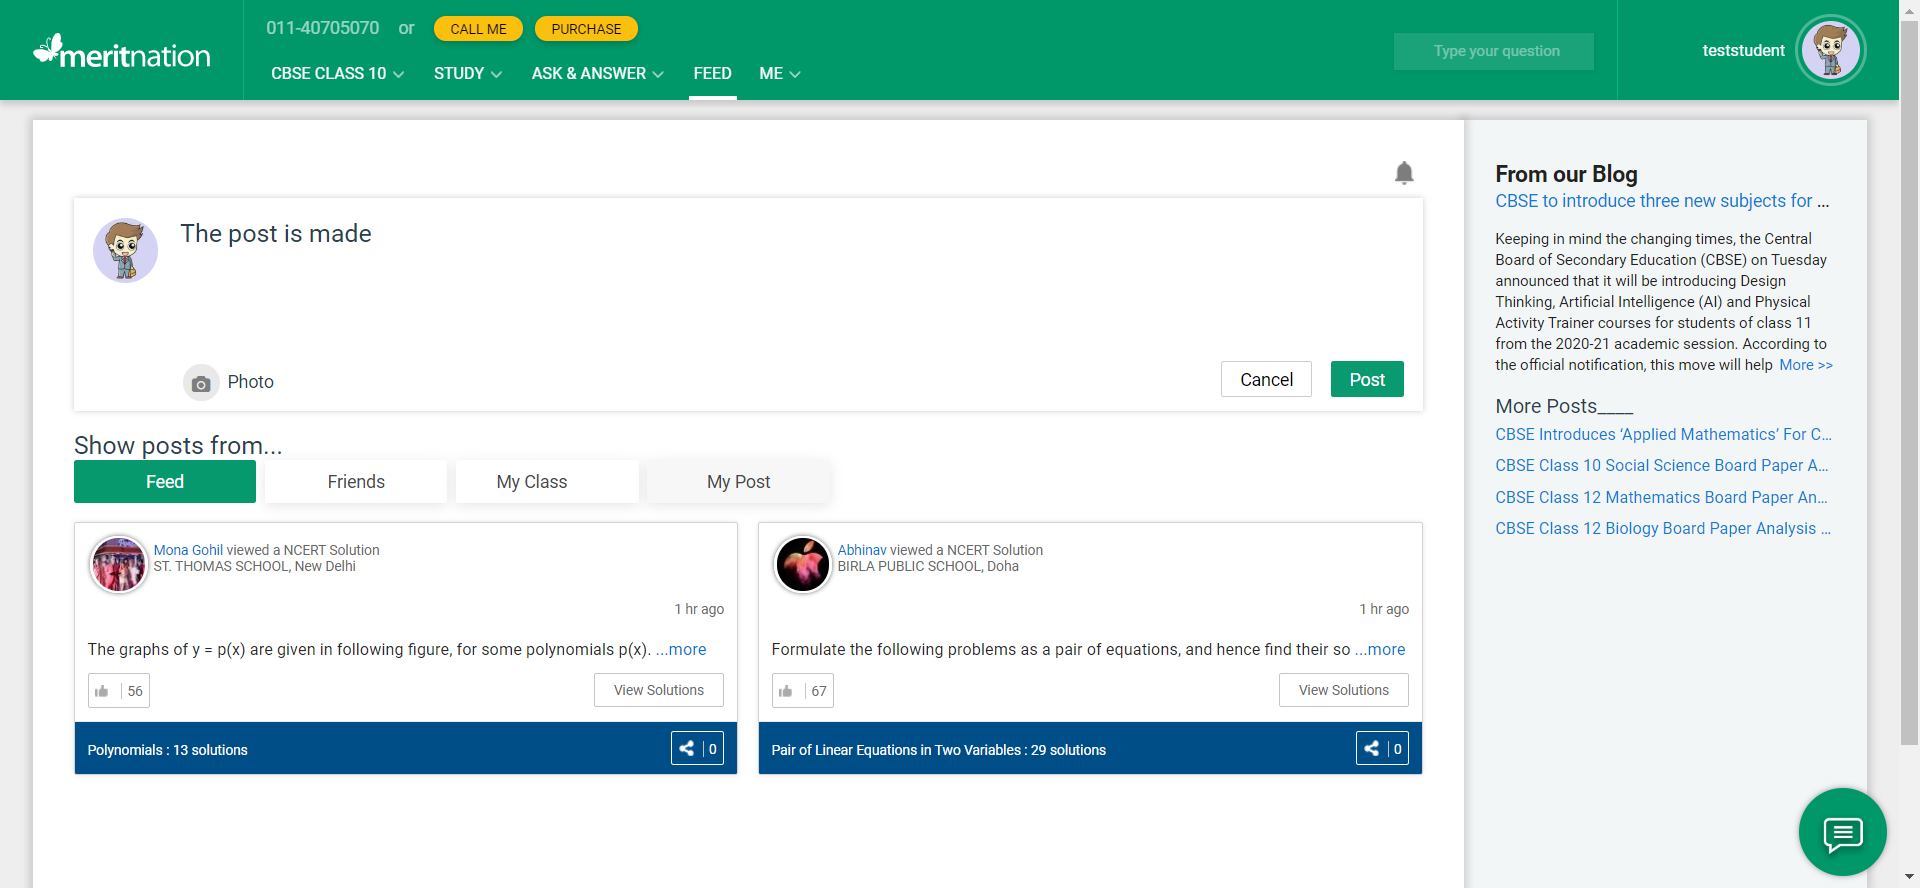 meritnation
011-40705070 or CALL ME PURCHASE
CBSE CLASS 10 STUDY ASK & ANSWER FEED ME
Type your question
teststudent
The post is made
Photo
Cancel
Post
Show posts from...
Feed
Friends
My Class
My Post
Mona Gohil viewed a NCERT Solution
ST. THOMAS SCHOOL, New Delhi
1 hr ago
The graphs of y = p(x) are given in following figure, for some polynomials p(x). ...more
56
View Solutions
Polynomials : 13 solutions
0
Abhinav viewed a NCERT Solution
BIRLA PUBLIC SCHOOL, Doha
1 hr ago
Formulate the following problems as a pair of equations, and hence find their so ...more
67
View Solutions
Pair of Linear Equations in Two Variables : 29 solutions
0
From our Blog
CBSE to introduce three new subjects for ...
Keeping in mind the changing times, the Central
Board of Secondary Education (CBSE) on Tuesday
announced that it will be introducing Design
Thinking, Artificial Intelligence (AI) and Physical
Activity Trainer courses for students of class 11
from the 2020-21 academic session. According to
the official notification, this move will help More >>
More Posts____
CBSE Introduces ‘Applied Mathematics’ For C...
CBSE Class 10 Social Science Board Paper A...
CBSE Class 12 Mathematics Board Paper An...
CBSE Class 12 Biology Board Paper Analysis ...